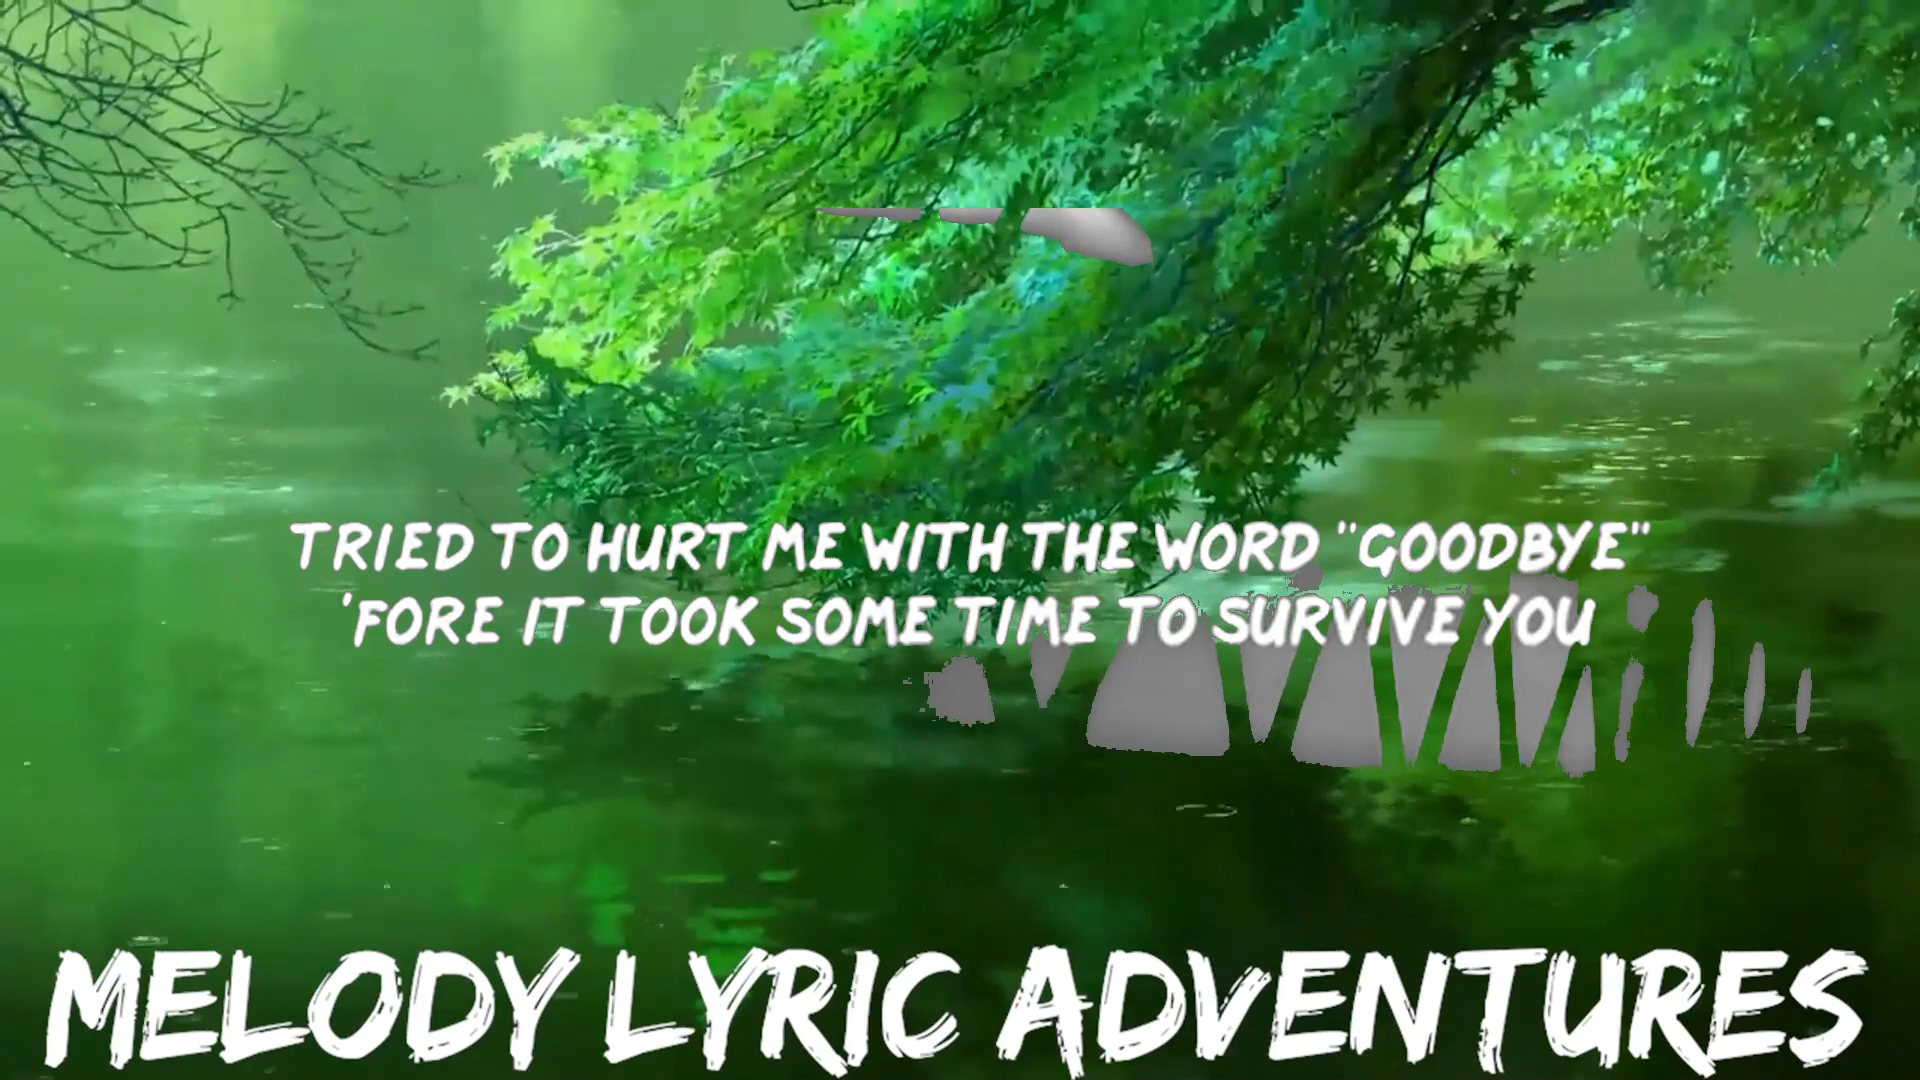 TRIED TO HURT ME WITH THE WORD "GOODBYE"
'FORE IT TOOK SOME TIME TO SURVIVE YOU
MELODY LYRIC ADVENTURES